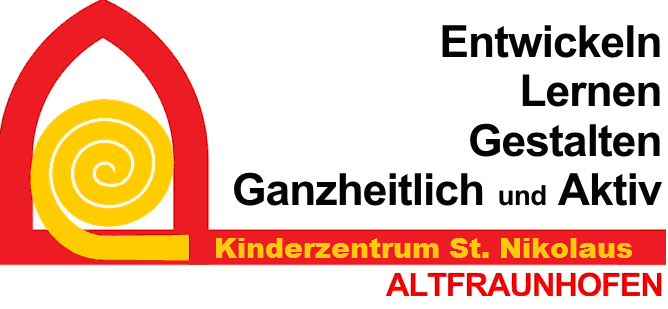 Entwickeln
Lernen
Gestalten
Ganzheitlich und Aktiv
Kinderzentrum St. Nikolaus
ALTFRAUNHOFEN